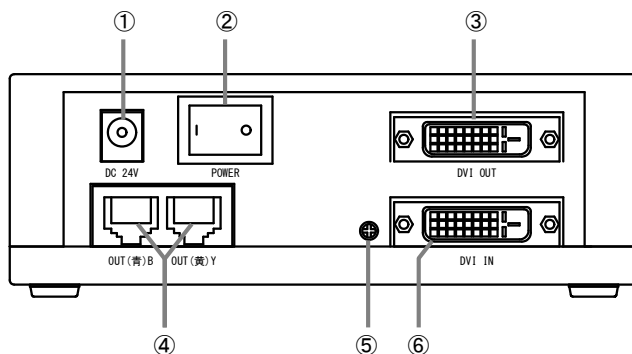 ① ② ③
DC 24V
POWER
I O
DVI OUT
OUT(青)B OUT(黄)Y
DVI IN
④ ⑤ ⑥